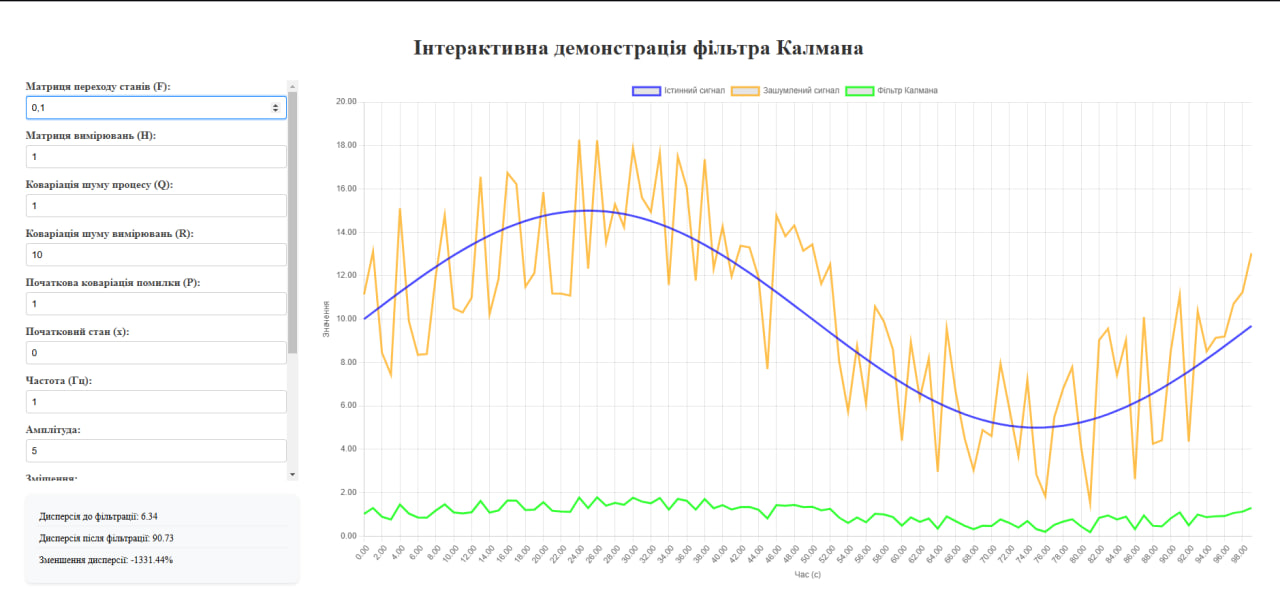 Інтерактивна демонстрація фільтра Калмана
Матриця переходу станів (F):
0,1
Матриця вимірювань (H):
1
Коваріація шуму процесу (Q):
1
Коваріація шуму вимірювань (R):
10
Початкова коваріація помилки (P):
1
Початковий стан (x):
0
Частота (Гц):
1
Амплітуда:
5
Зміщення:
Дисперсія до фільтрації: 6.34
Дисперсія після фільтрації: 90.73
Зменшення дисперсії: -1331.44%
Істинний сигнал Зашумлений сигнал Фільтр Калмана
20.00
18.00
16.00
14.00
12.00
10.00
8.00
6.00
4.00
2.00
0.00
Значення
0.00 2.00 4.00 6.00 8.00 10.00 12.00 14.00 16.00 18.00 20.00 22.00 24.00 26.00 28.00 30.00 32.00 34.00 36.00 38.00 40.00 42.00 44.00 46.00 48.00 50.00 52.00 54.00 56.00 58.00 60.00 62.00 64.00 66.00 68.00 70.00 72.00 74.00 76.00 78.00 80.00 82.00 84.00 86.00 88.00 90.00 92.00 94.00 96.00 98.00
Час (с)